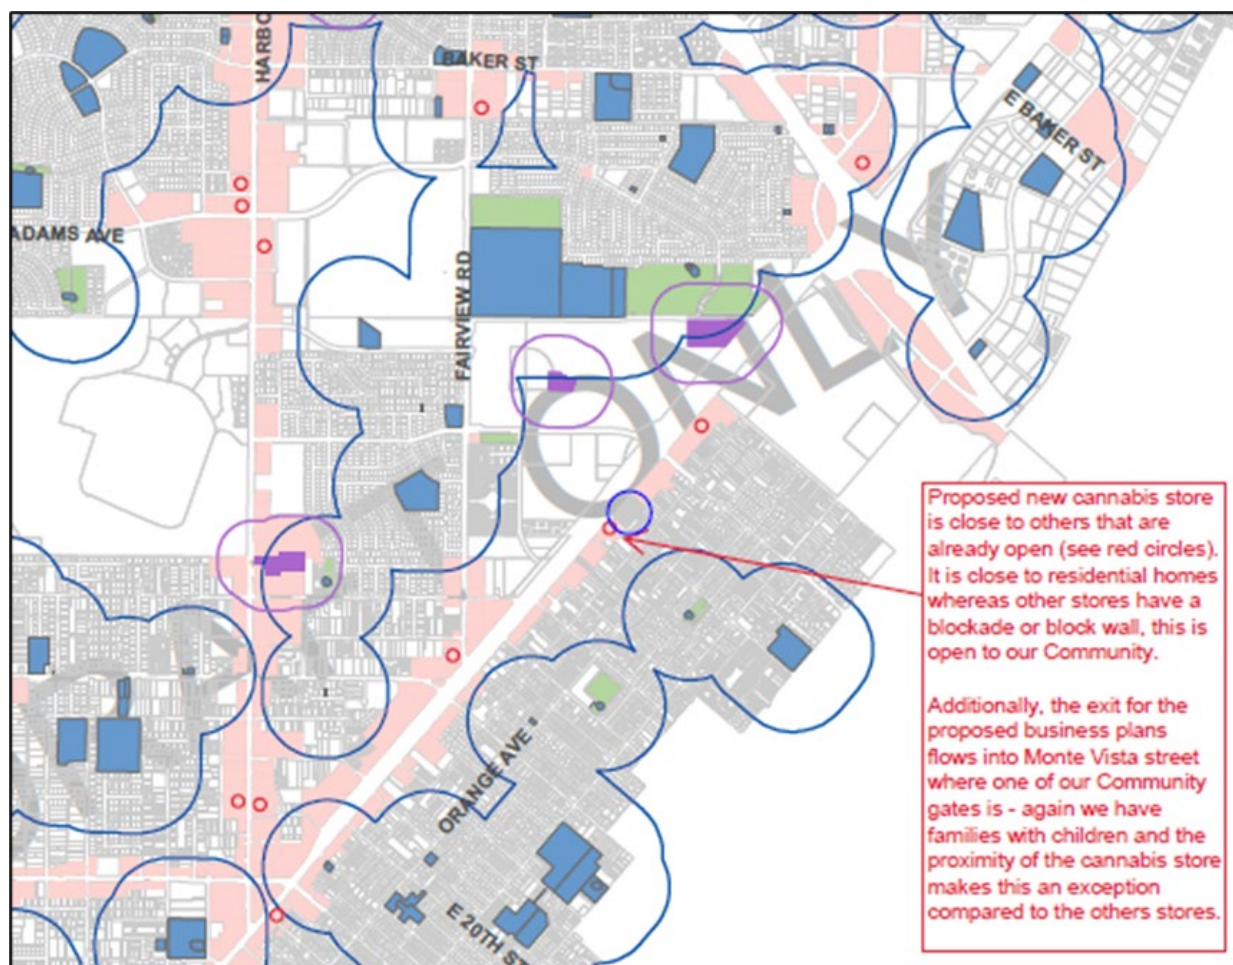 HARBO
BAKER ST
E BAKER ST
ADAMS AVE
FAIRVIEW RD
ONLY
Proposed new cannabis store
is close to others that are
already open (see red circles).
It is close to residential homes
whereas other stores have a
blockade or block wall, this is
open to our Community.
Additionally, the exit for the
proposed business plans
flows into Monte Vista street
where one of our Community
gates is - again we have
families with children and the
proximity of the cannabis store
makes this an exception
compared to the others stores.
ORANGE AVE
E 20TH ST